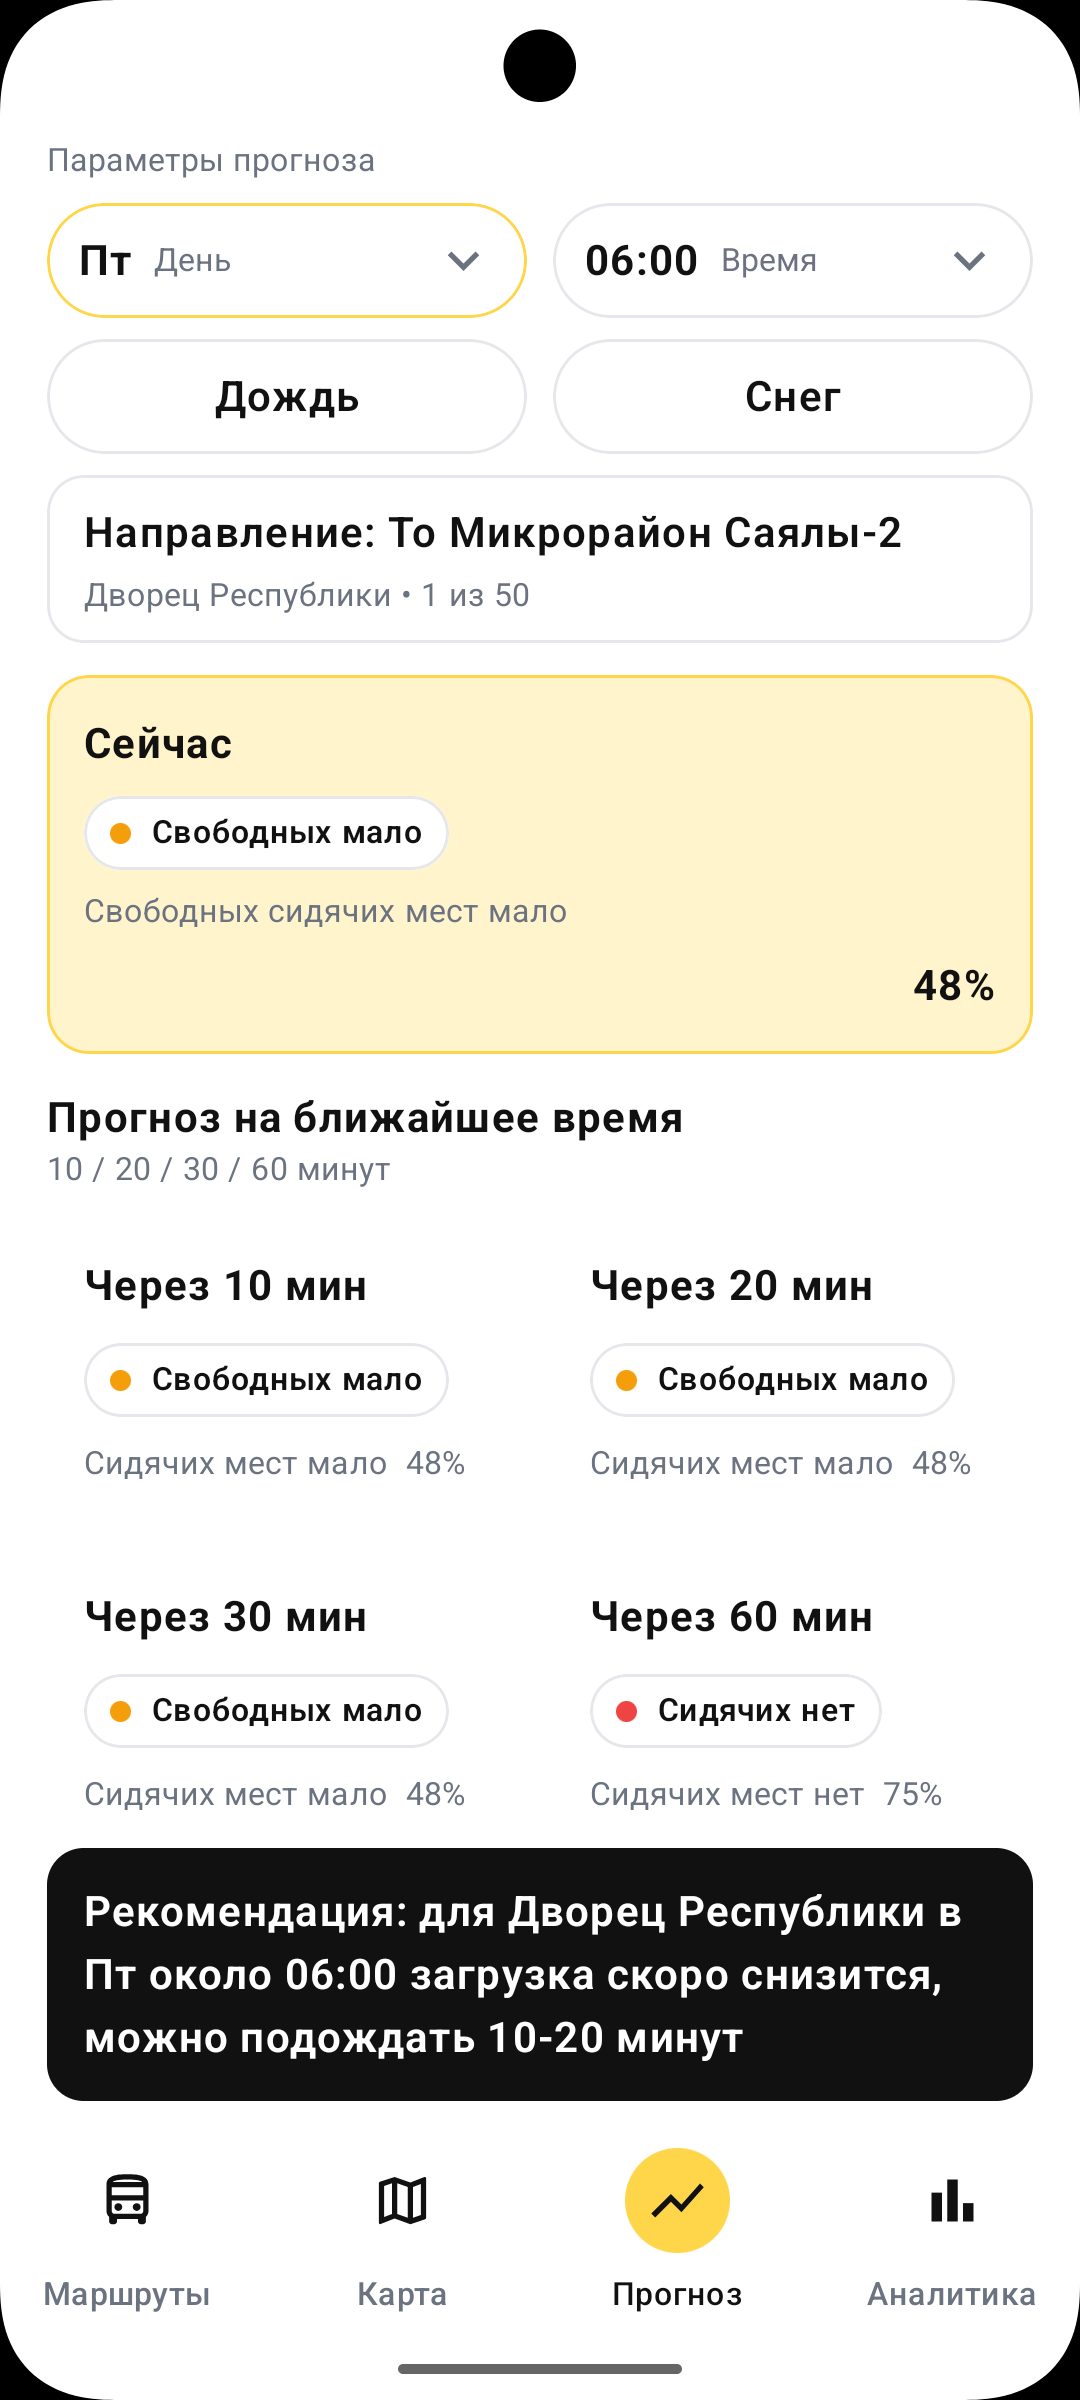 Параметры прогноза
Пт День
06:00 Время
Дождь
Снег
Направление: To Микрорайон Саялы-2
Дворец Республики • 1 из 50
Сейчас
Свободных мало
Свободных сидячих мест мало
48%
Прогноз на ближайшее время
10 / 20 / 30 / 60 минут
Через 10 мин
Свободных мало
Сидячих мест мало 48%
Через 20 мин
Свободных мало
Сидячих мест мало 48%
Через 30 мин
Свободных мало
Сидячих мест мало 48%
Через 60 мин
Сидячих нет
Сидячих мест нет 75%
Рекомендация: для Дворец Республики в
Пт около 06:00 загрузка скоро снизится,
можно подождать 10-20 минут
Маршруты
Карта
Прогноз
Аналитика